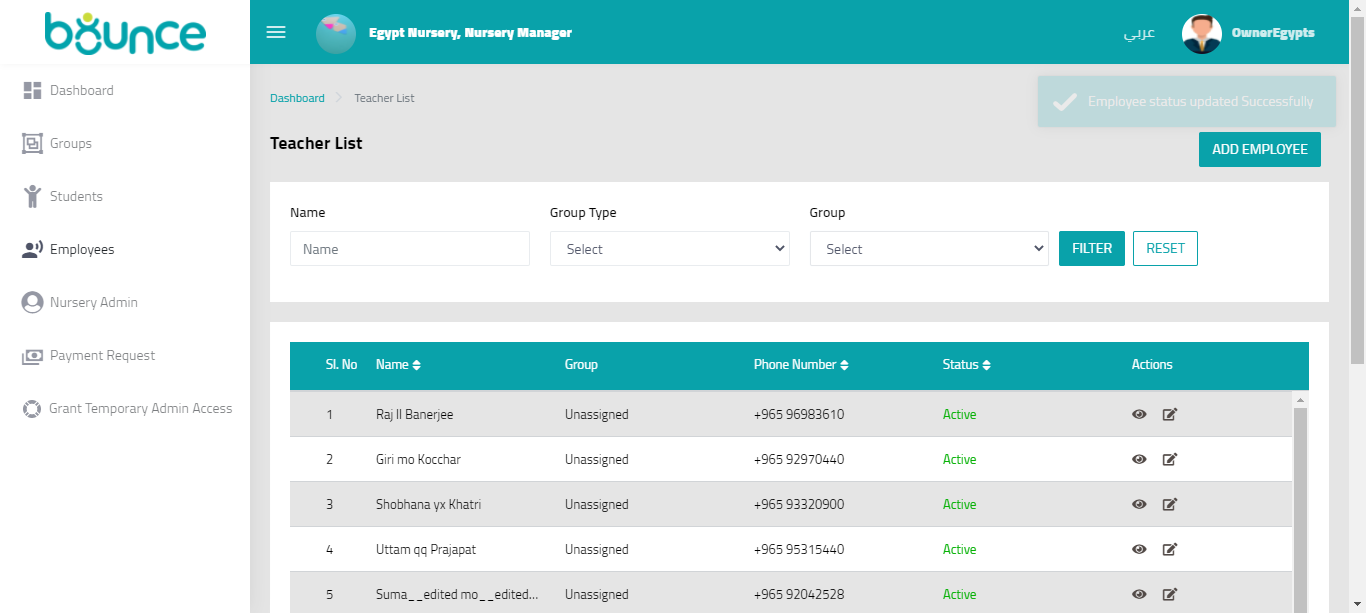 bounce
Egypt Nursery, Nursery Manager
عربي
OwnerEgypts
Dashboard
Groups
Students
Employees
Nursery Admin
Payment Request
Grant Temporary Admin Access
Dashboard Teacher List
Employee status updated Successfully
Teacher List
ADD EMPLOYEE
Name Group Type Group
Name Select Select FILTER RESET
Sl. No Name Group Phone Number Status Actions
1 Raj II Banerjee Unassigned +965 96983610 Active
2 Giri mo Kocchar Unassigned +965 92970440 Active
3 Shobhana yx Khatri Unassigned +965 93320900 Active
4 Uttam qq Prajapat Unassigned +965 95315440 Active
5 Suma__edited mo__edited... Unassigned +965 92042528 Active